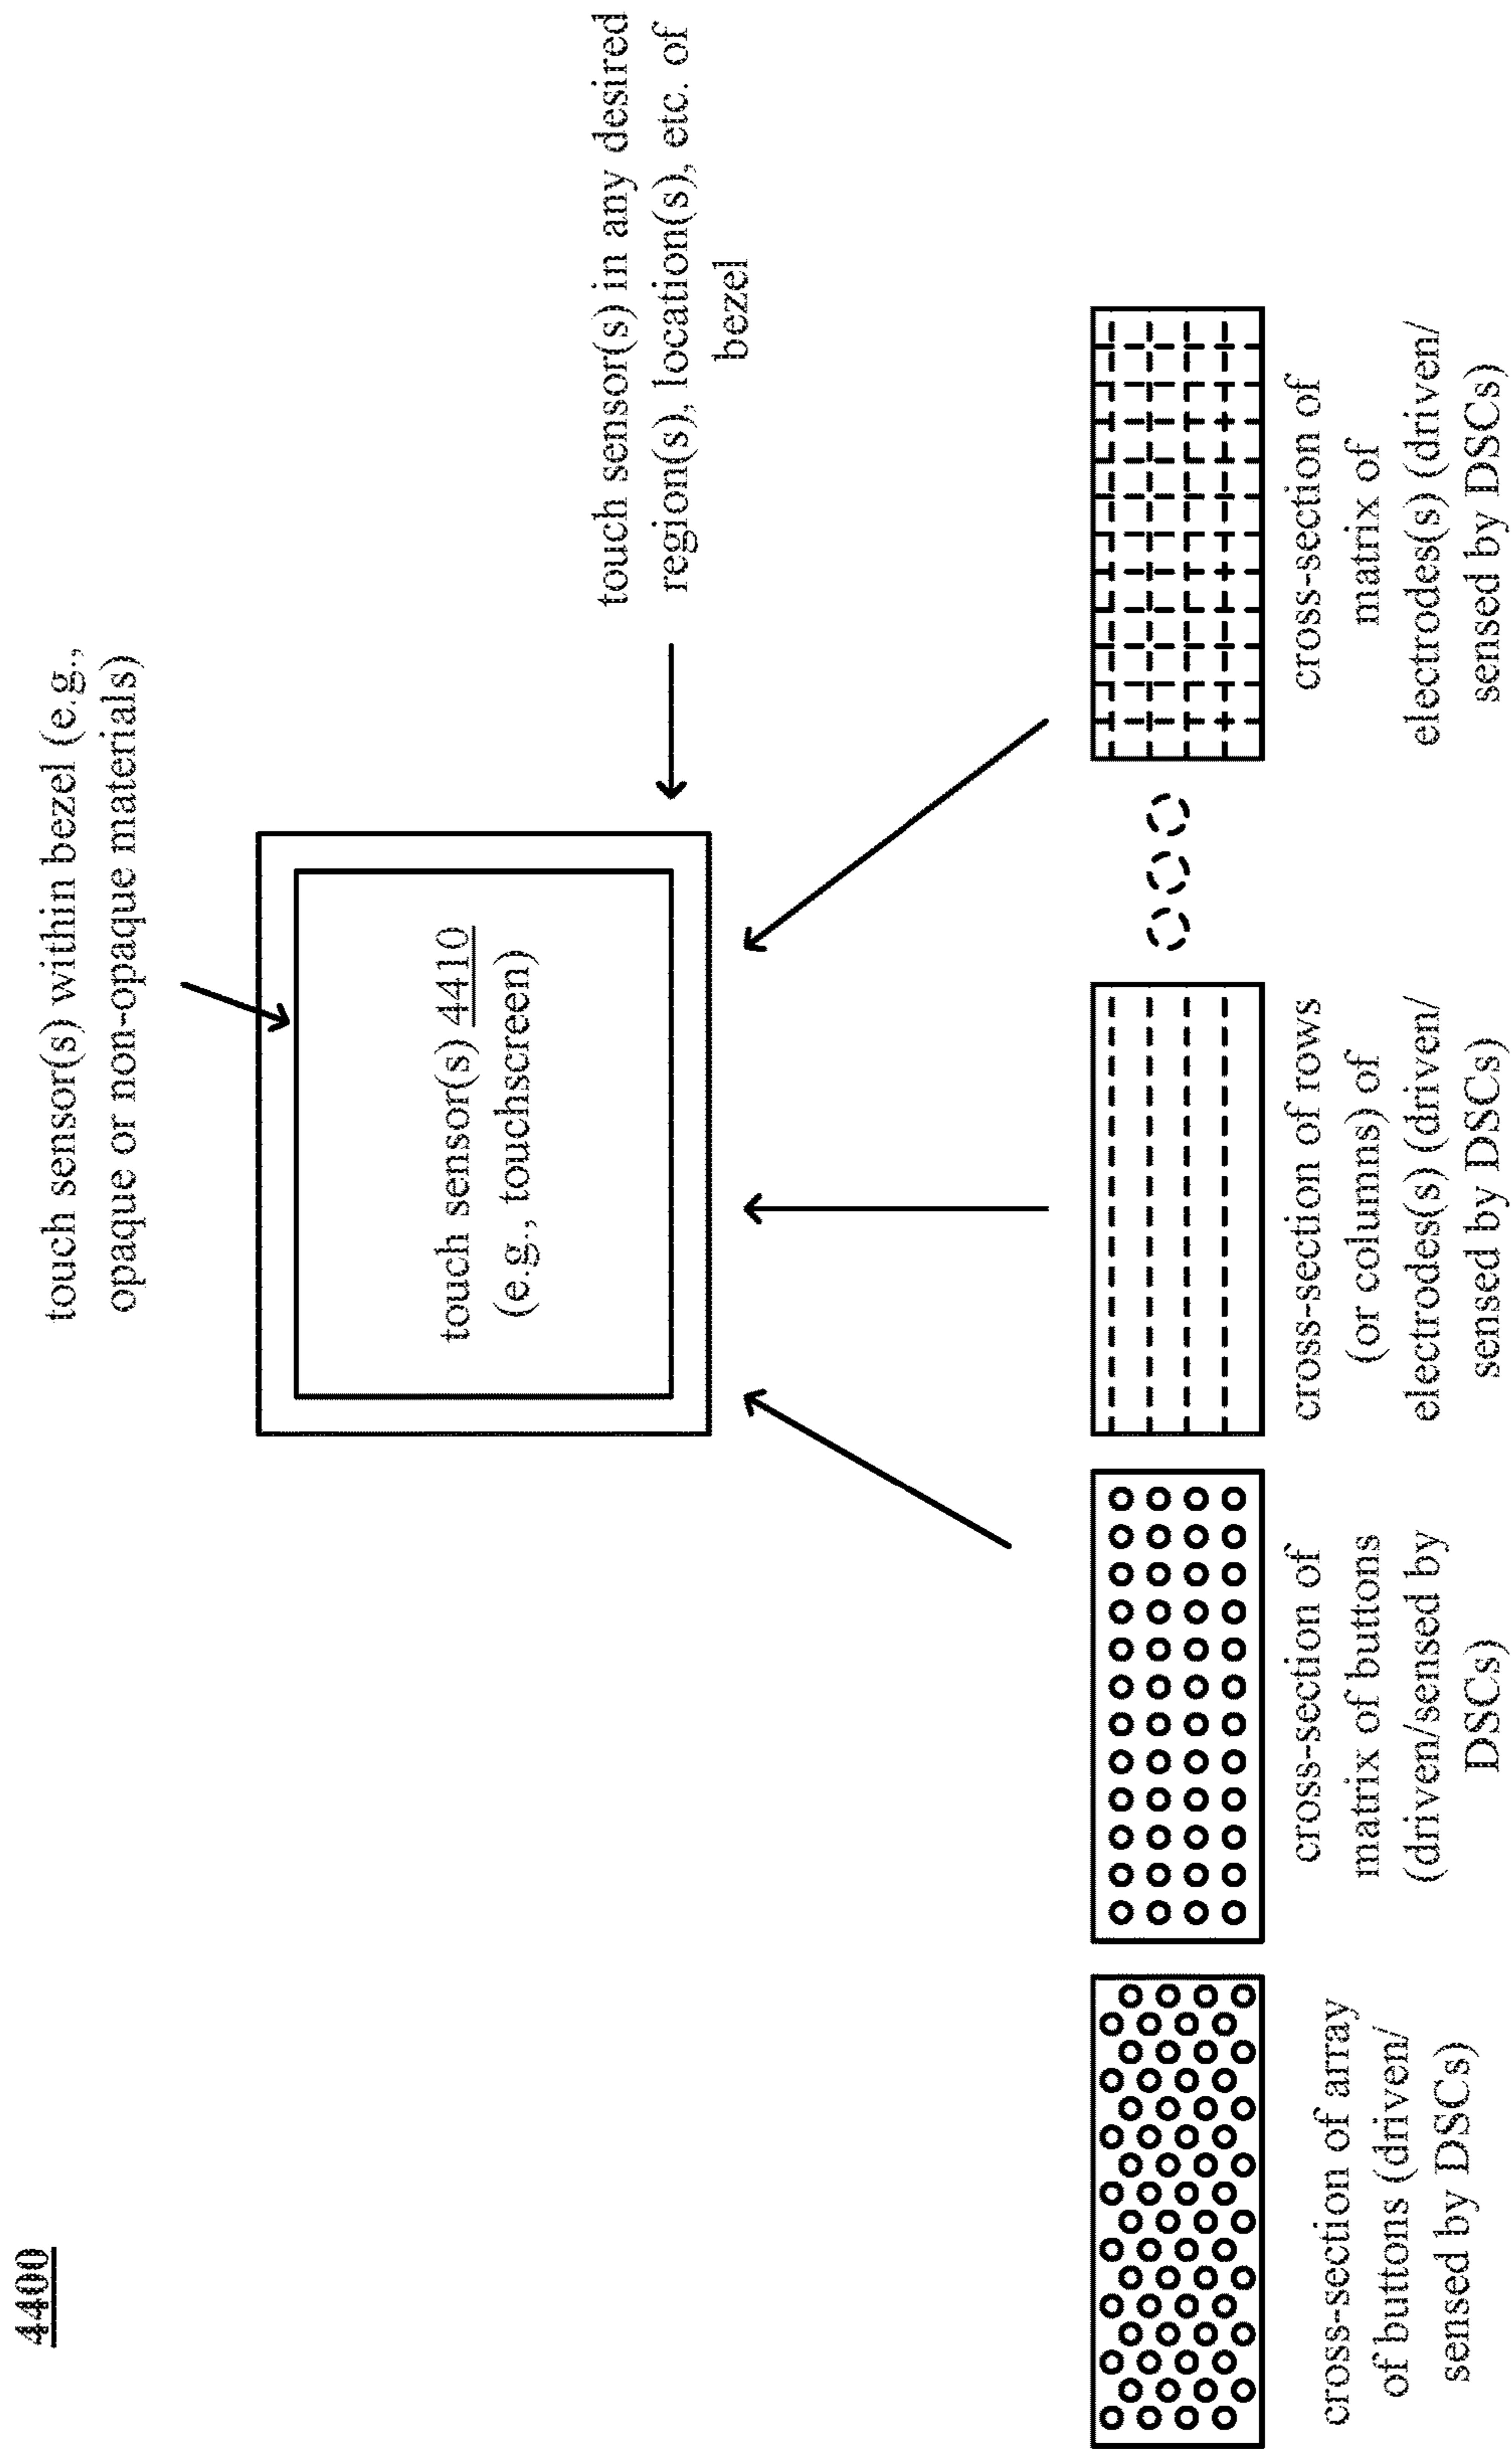 4400
touch sensor(s) within bezel (e.g.,
opaque or non-opaque materials)
touch sensor(s) 4410
(e.g., touchscreen)
touch sensor(s) in any desired
region(s), location(s), etc. of
bezel
cross-section of array
of buttons (driven/
sensed by DSCs)
cross-section of
matrix of buttons
(driven/sensed by
DSCs)
cross-section of rows
(or columns) of
electrodes(s) (driven/
sensed by DSCs)
cross-section of
matrix of
electrodes(s) (driven/
sensed by DSCs)